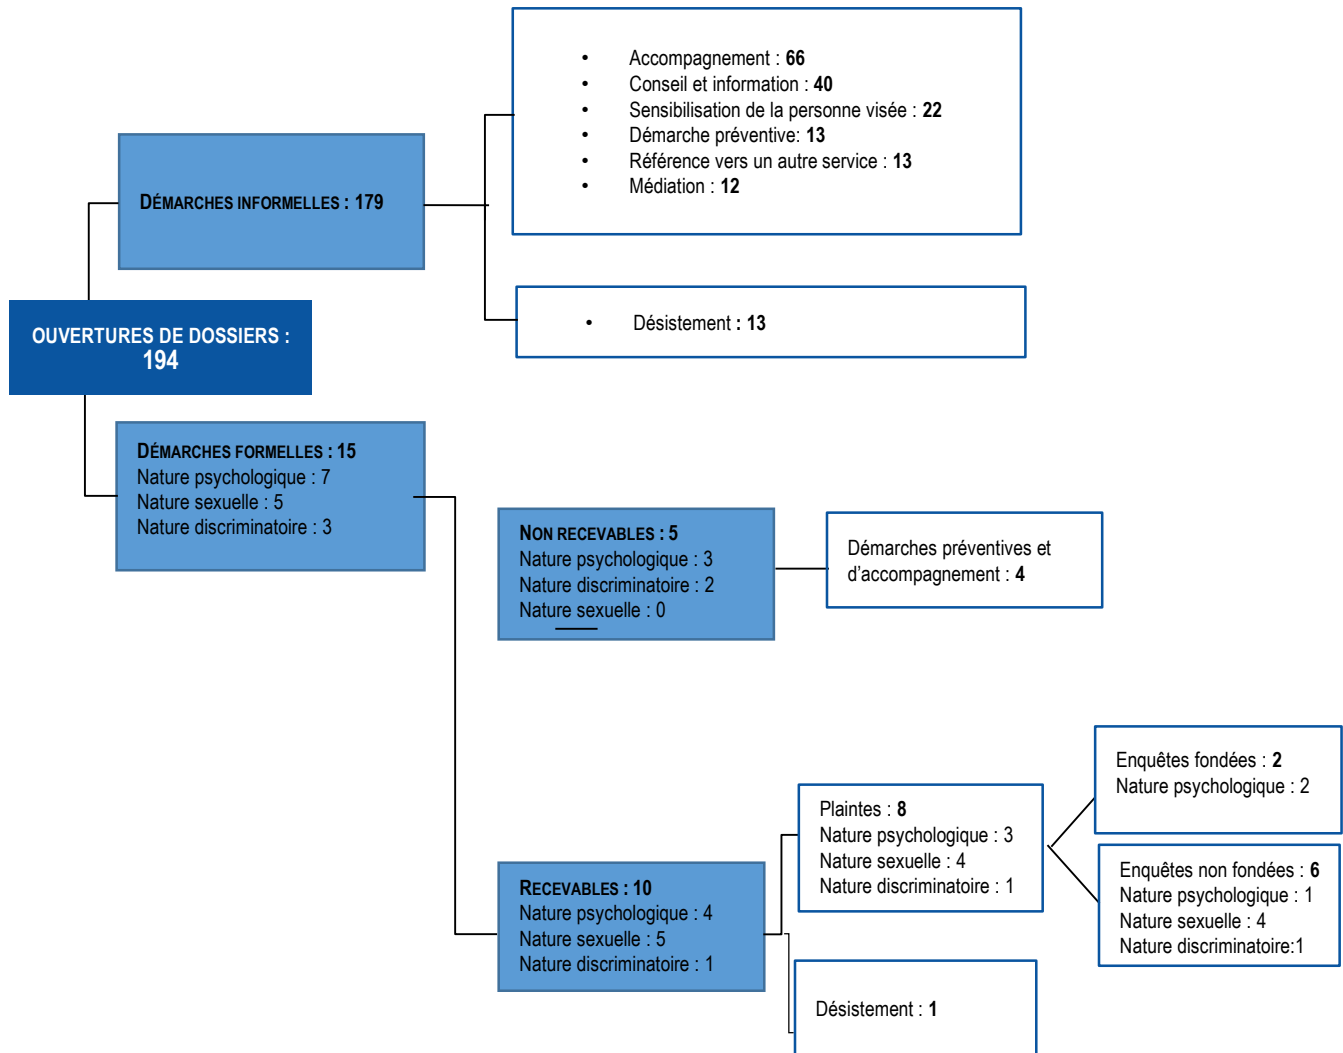 • Accompagnement : 66
• Conseil et information : 40
• Sensibilisation de la personne visée : 22
• Démarche préventive: 13
• Référence vers un autre service : 13
• Médiation : 12
DÉMARCHES INFORMELLES : 179
• Désistement : 13
OUVERTURES DE DOSSIERS :
194
DÉMARCHES FORMELLES : 15
Nature psychologique : 7
Nature sexuelle : 5
Nature discriminatoire : 3
NON RECEVABLES : 5
Nature psychologique : 3
Nature discriminatoire : 2
Nature sexuelle : 0
Démarches préventives et
d'accompagnement : 4
RECEVABLES : 10
Nature psychologique : 4
Nature sexuelle : 5
Nature discriminatoire : 1
Plaintes : 8
Nature psychologique : 3
Nature sexuelle : 4
Nature discriminatoire : 1
Enquêtes fondées : 2
Nature psychologique : 2
Enquêtes non fondées : 6
Nature psychologique : 1
Nature sexuelle : 4
Nature discriminatoire:1
Désistement : 1